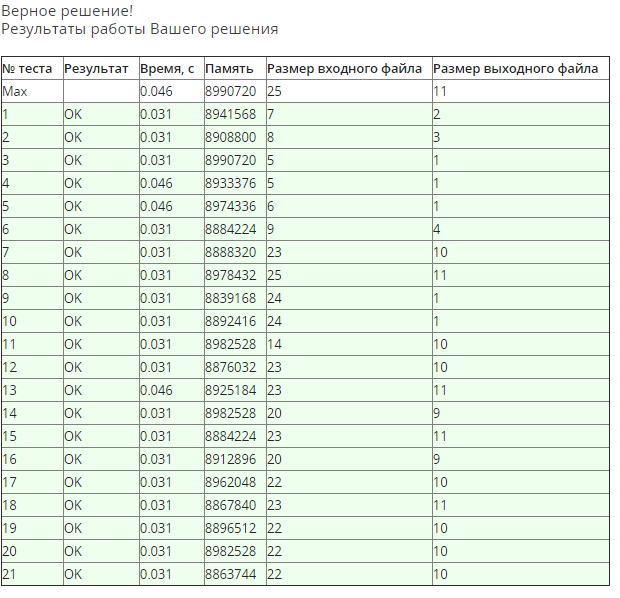 Верное решение!
Результаты работы Вашего решения
№ теста Результат Время, с Память Размер входного файла Размер выходного файла
Max 0.046 8990720 25 11
1 OK 0.031 8941568 7 2
2 OK 0.031 8908800 8 3
3 OK 0.031 8990720 5 1
4 OK 0.046 8933376 5 1
5 OK 0.046 8974336 6 1
6 OK 0.031 8884224 9 4
7 OK 0.031 8888320 23 10
8 OK 0.031 8978432 25 11
9 OK 0.031 8839168 24 1
10 OK 0.031 8892416 24 1
11 OK 0.031 8982528 14 10
12 OK 0.031 8876032 23 10
13 OK 0.046 8925184 23 11
14 OK 0.031 8982528 20 9
15 OK 0.031 8884224 23 11
16 OK 0.031 8912896 20 9
17 OK 0.031 8962048 22 10
18 OK 0.031 8867840 23 11
19 OK 0.031 8896512 22 10
20 OK 0.031 8982528 22 10
21 OK 0.031 8863744 22 10